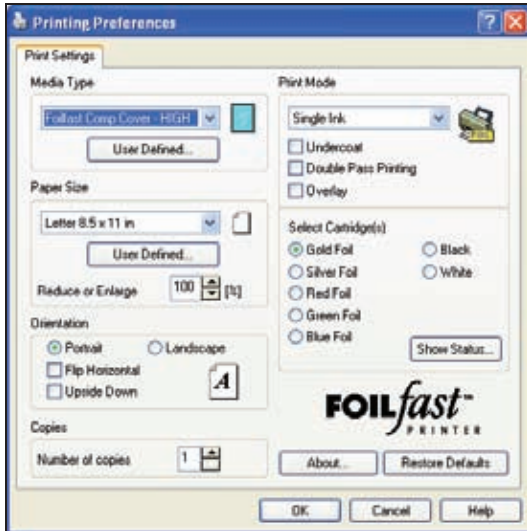 Printing Preferences
Print Settings
Media Type
Foilfast Comp Cover - HIGH
User Defined...
Paper Size
Letter 8.5 x 11 in
User Defined...
Reduce or Enlarge 100 [%]
Orientation
Portrait Landscape
Flip Horizontal
Upside Down
A
Copies
Number of copies 1
Print Mode
Single Ink
Undercoat
Double Pass Printing
Overlay
Select Cartridge(s)
Gold Foil Black
Silver Foil White
Red Foil
Green Foil
Blue Foil
Show Status...
FOILfast™
PRINTER
About... Restore Defaults
OK Cancel Help